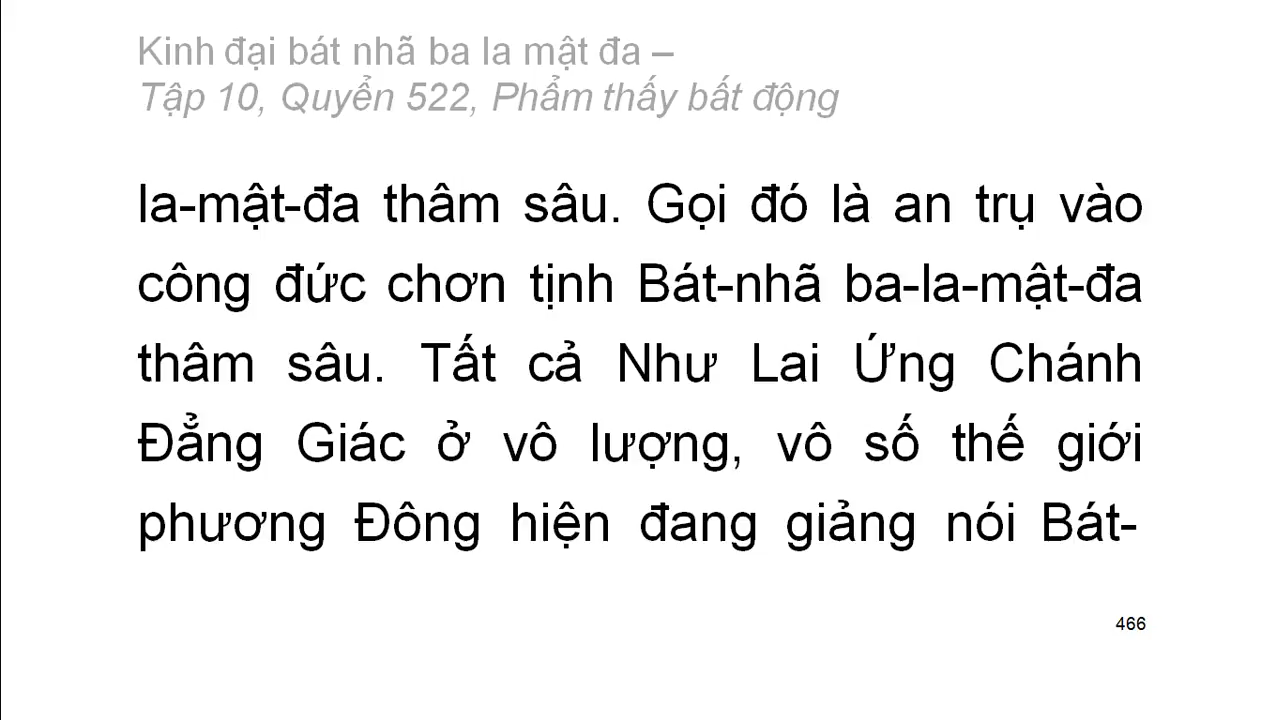 Kinh đại bát nhã ba la mật đa –
Tập 10, Quyển 522, Phẩm thấy bất động
la-mật-đa thâm sâu. Gọi đó là an trụ vào
công đức chơn tịnh Bát-nhã ba-la-mật-đa
thâm sâu. Tất cả Như Lai Ứng Chánh
Đẳng Giác ở vô lượng, vô số thế giới
phương Đông hiện đang giảng nói Bát-
466